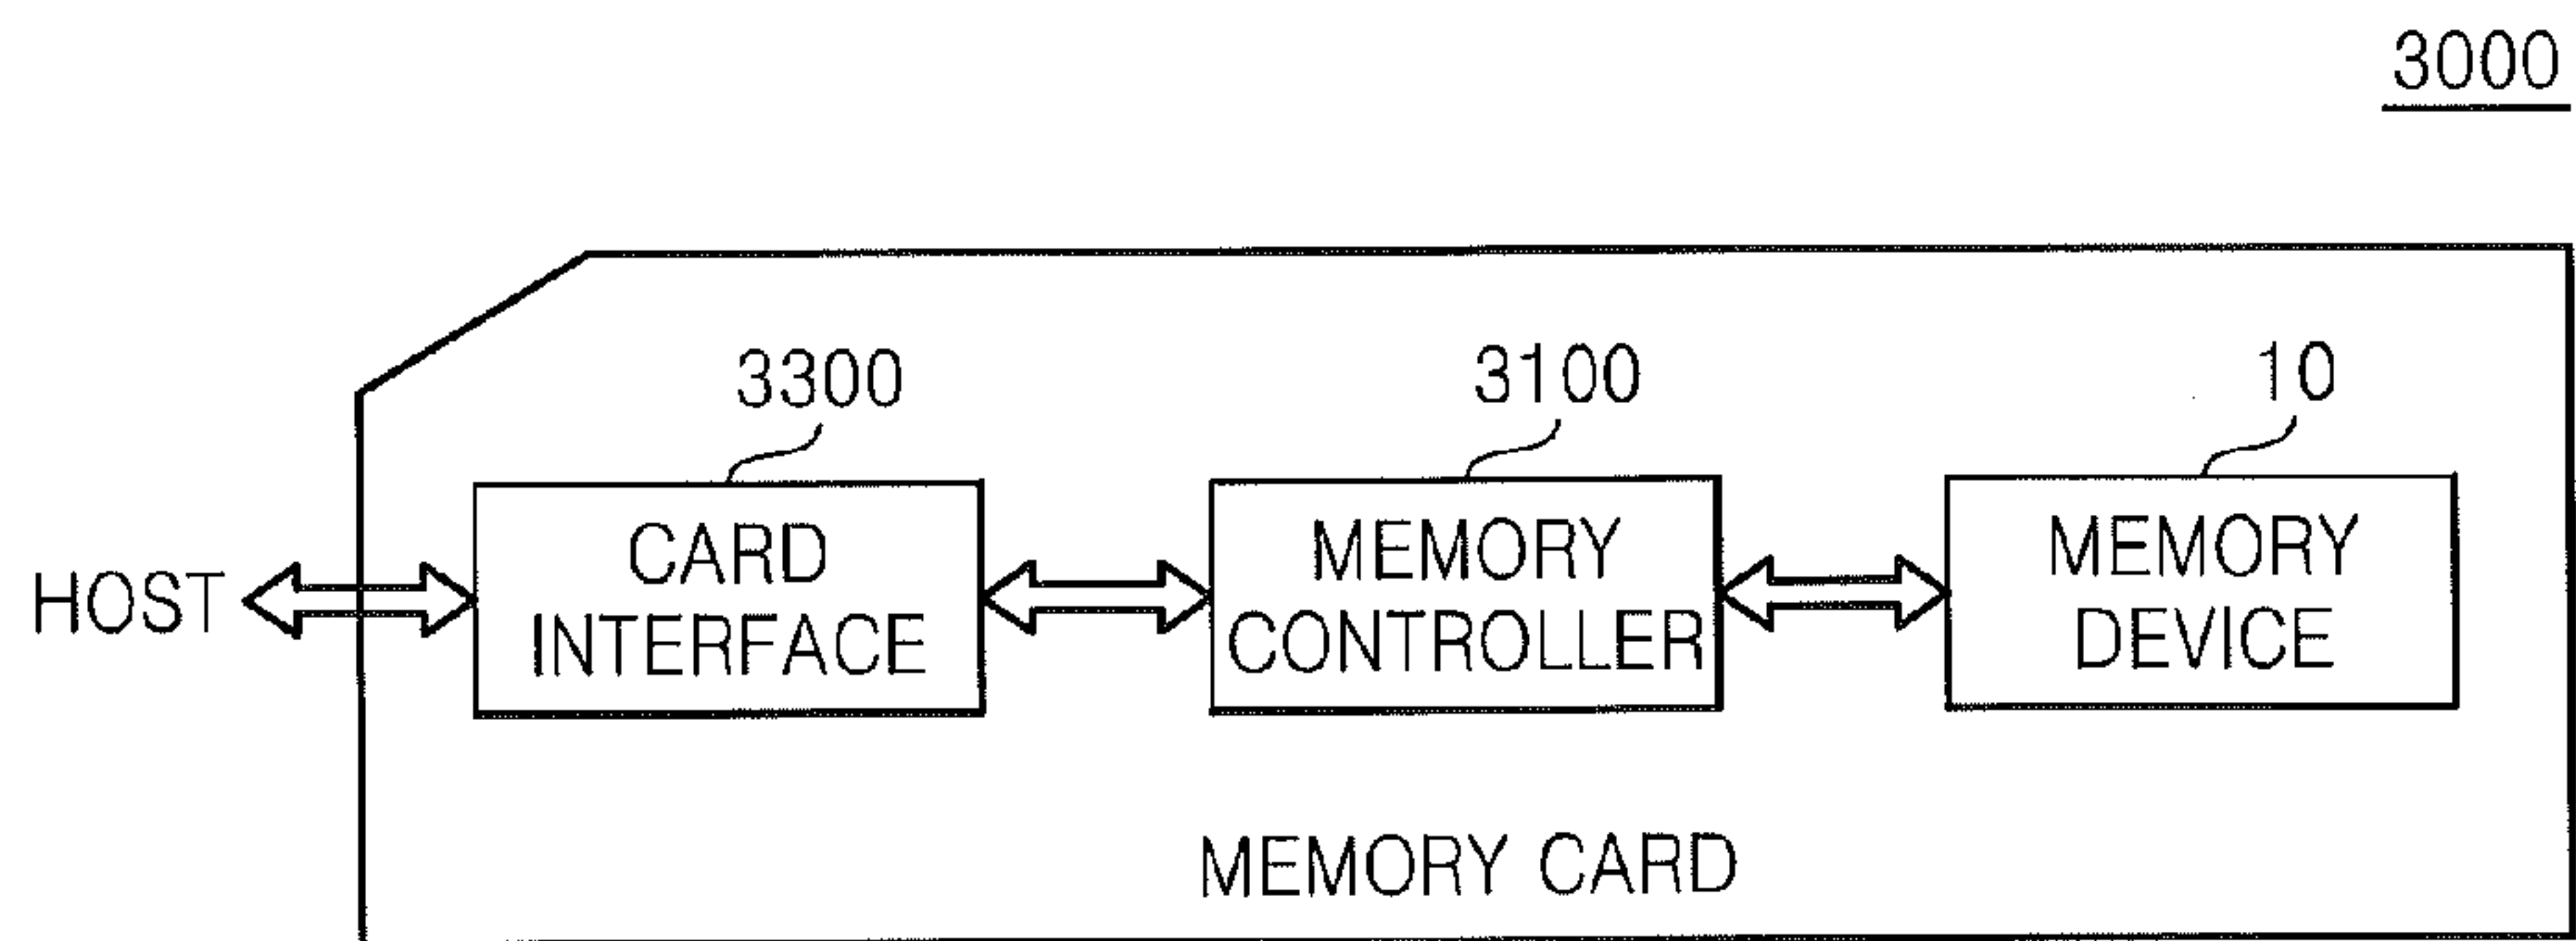 3000
3300
3100
10
HOST
CARD
INTERFACE
MEMORY
CONTROLLER
MEMORY
DEVICE
MEMORY CARD